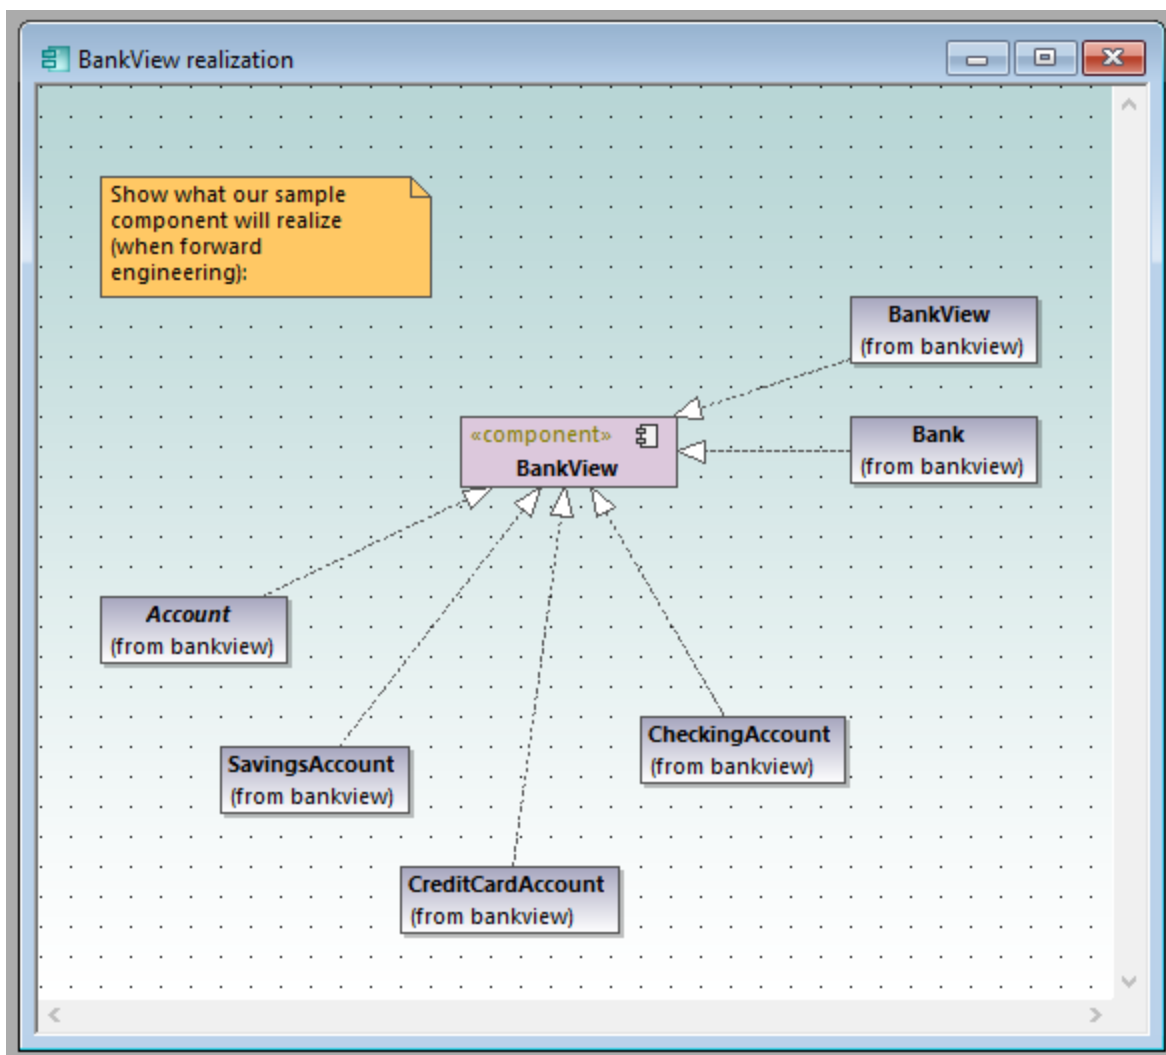 BankView realization
Show what our sample
component will realize
(when forward
engineering):
BankView
(from bankview)
«component»
BankView
Bank
(from bankview)
Account
(from bankview)
CheckingAccount
(from bankview)
SavingsAccount
(from bankview)
CreditCardAccount
(from bankview)